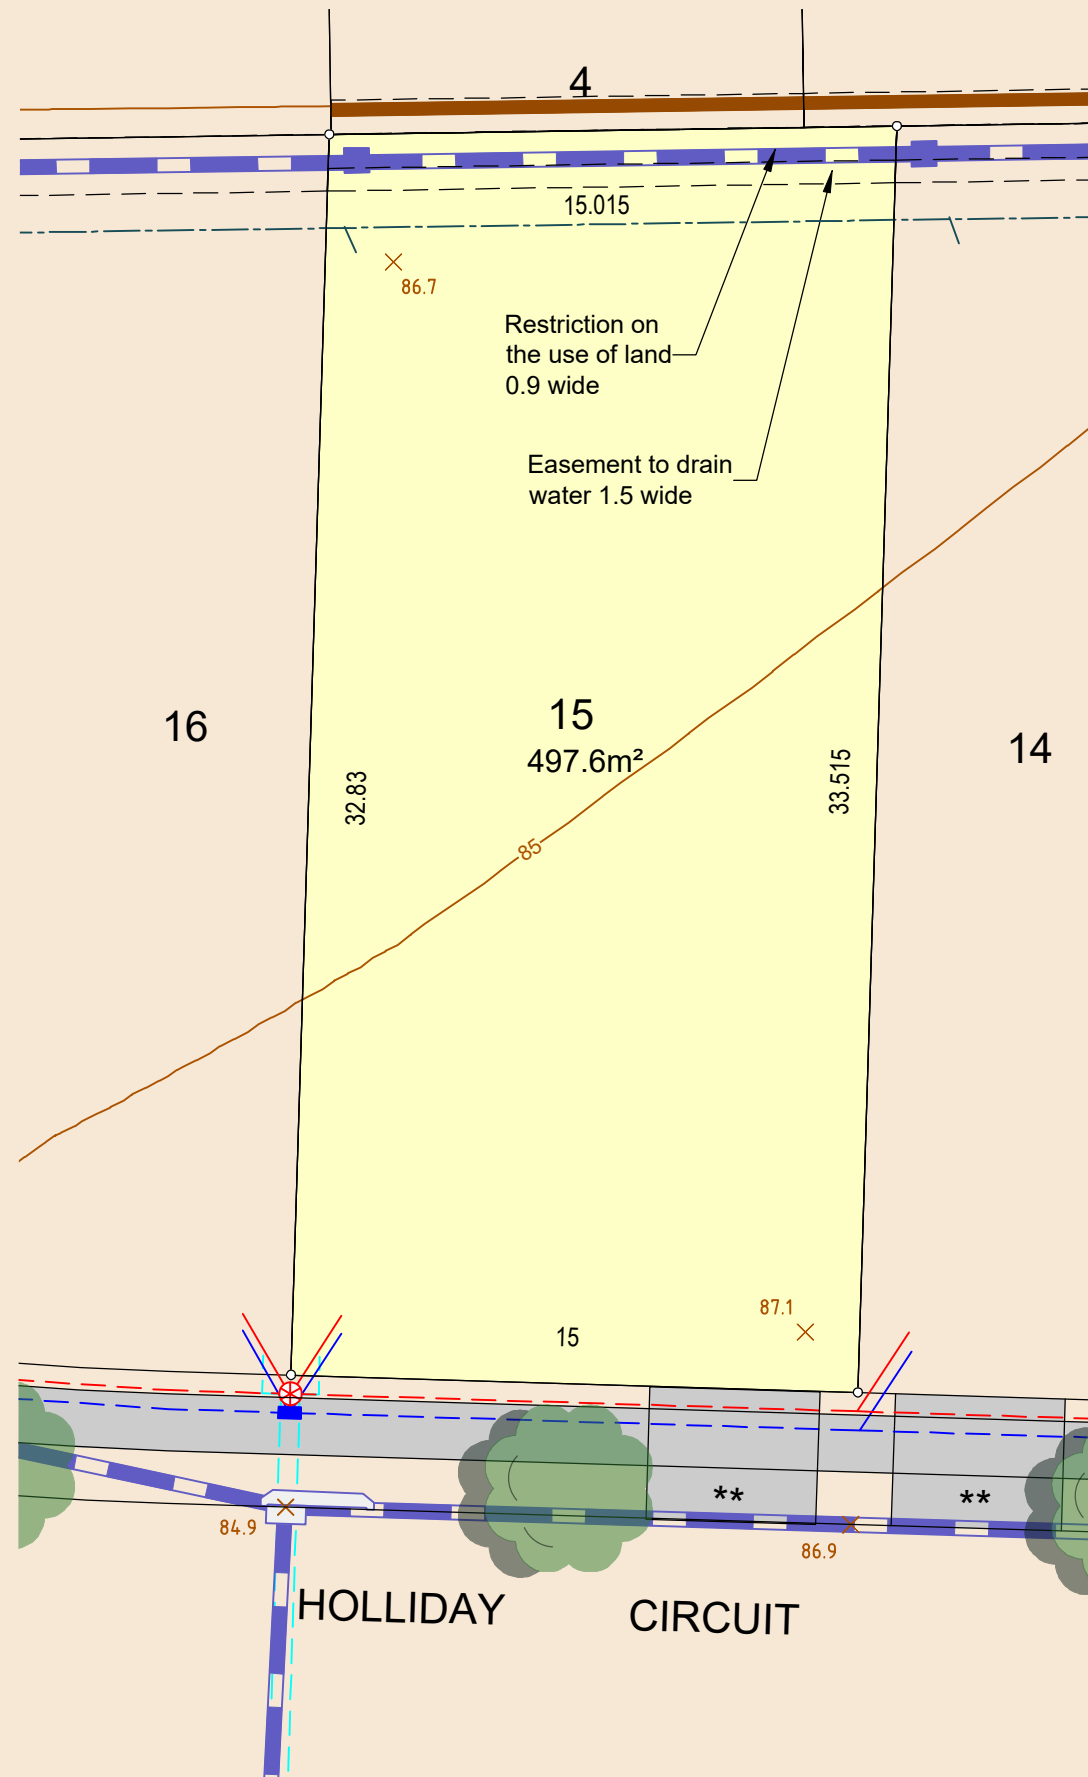 4
15.015
86.7
Restriction on
the use of land
0.9 wide
Easement to drain
water 1.5 wide
16
15
497.6m²
14
32.83
33.515
85
87.1
15
**
**
84.9
86.9
HOLLIDAY CIRCUIT